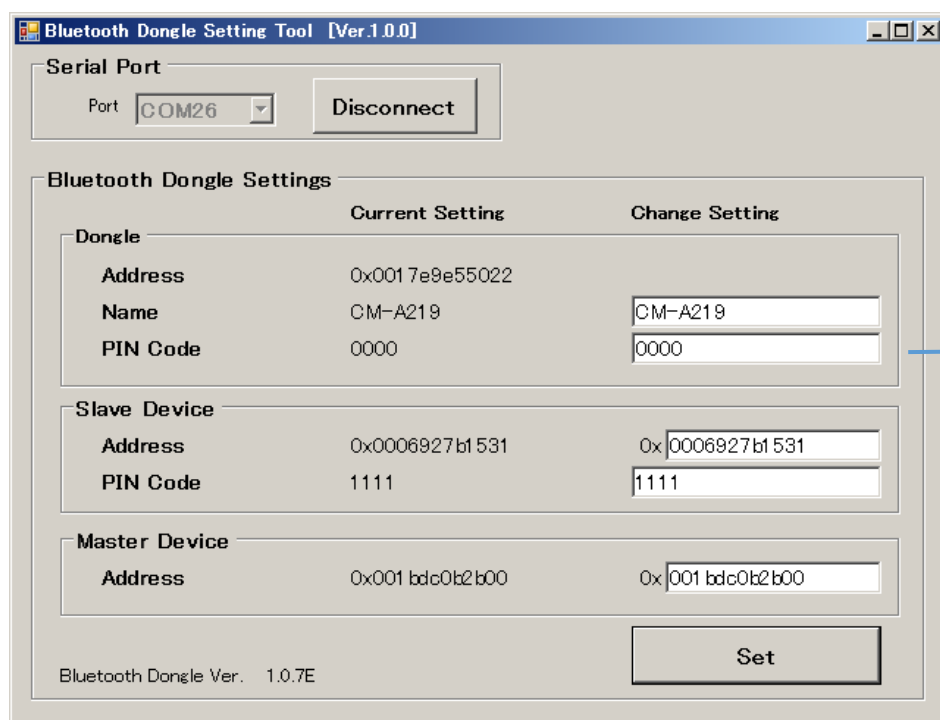 Bluetooth Dongle Setting Tool [Ver.1.0.0]
Serial Port
Port COM26 Disconnect
Bluetooth Dongle Settings
Current Setting Change Setting
Dongle
Address 0x0017e9e55022
Name CM-A219 CM-A219
PIN Code 0000 0000
Slave Device
Address 0x0006927b1531 0x 0006927b1531
PIN Code 1111 1111
Master Device
Address 0x001bdc0b2b00 0x 001bdc0b2b00
Set
Bluetooth Dongle Ver. 1.0.7E